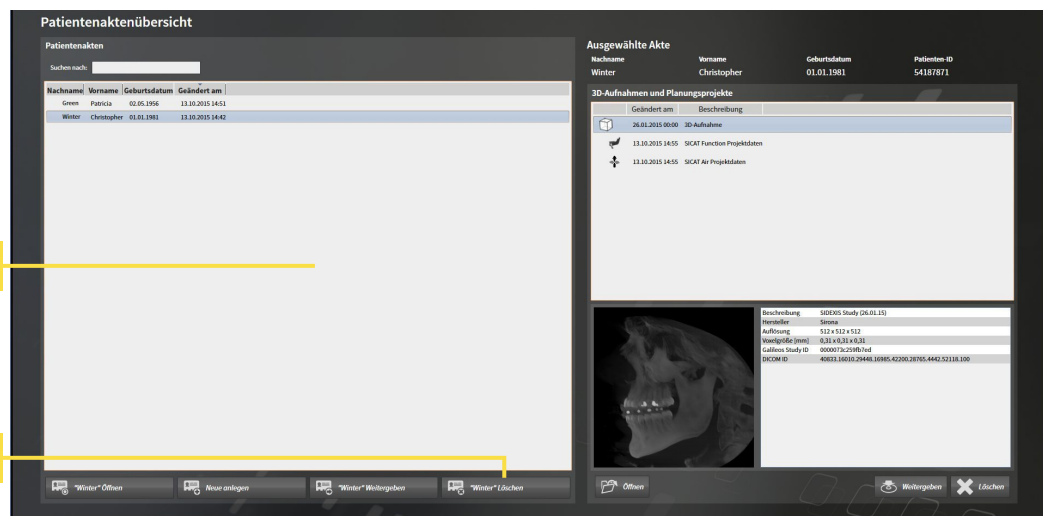 Patientenaktenübersicht
Patientenakten
Suchen nach:
Nachname Vorname Geburtsdatum Geändert am
Green Patricia 02.05.1956 13.10.2015 14:51
Winter Christopher 01.01.1981 13.10.2015 14:42
"Winter" Öffnen
Neue anlegen
"Winter" Weitergeben
"Winter" Löschen
Ausgewählte Akte
Nachname Vorname Geburtsdatum Patienten-ID
Winter Christopher 01.01.1981 54187871
3D-Aufnahmen und Planungsprojekte
Geändert am Beschreibung
26.01.2015 00:00 3D-Aufnahme
13.10.2015 14:55 SICAT Function Projektdaten
13.10.2015 14:55 SICAT Air Projektdaten
Beschreibung SIDEXIS Study (26.01.15)
Hersteller Sirona
Auflösung 512 x 512 x 512
Voxelgröße [mm] 0,31 x 0,31 x 0,31
Galileos Study ID 0000073c259fb7ed
DICOM ID 40833.16010.29448.16985.42200.28765.4442.52118.100
Öffnen
Weitergeben
Löschen